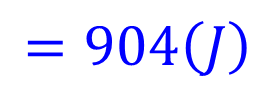 = 904(J)